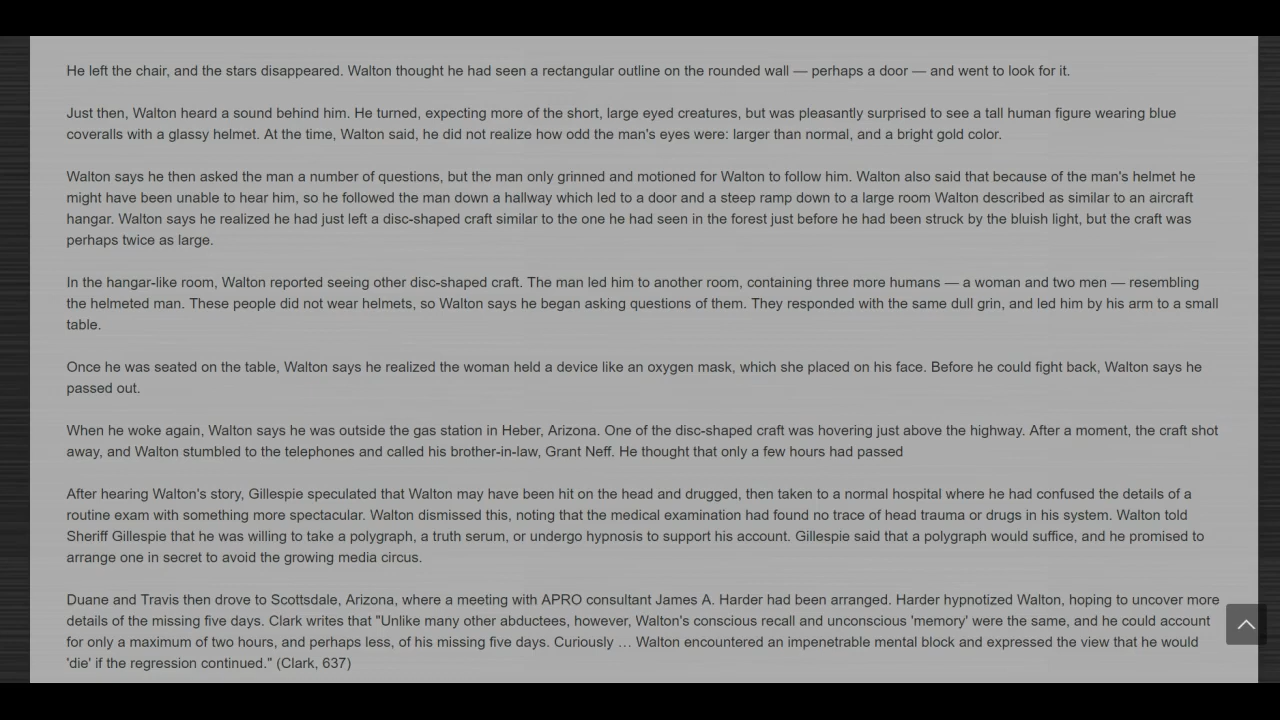 He left the chair, and the stars disappeared. Walton thought he had seen a rectangular outline on the rounded wall — perhaps a door — and went to look for it.
Just then, Walton heard a sound behind him. He turned, expecting more of the short, large eyed creatures, but was pleasantly surprised to see a tall human figure wearing blue
coveralls with a glassy helmet. At the time, Walton said, he did not realize how odd the man's eyes were: larger than normal, and a bright gold color.
Walton says he then asked the man a number of questions, but the man only grinned and motioned for Walton to follow him. Walton also said that because of the man's helmet he
might have been unable to hear him, so he followed the man down a hallway which led to a door and a steep ramp down to a large room Walton described as similar to an aircraft
hangar. Walton says he realized he had just left a disc-shaped craft similar to the one he had seen in the forest just before he had been struck by the bluish light, but the craft was
perhaps twice as large.
In the hangar-like room, Walton reported seeing other disc-shaped craft. The man led him to another room, containing three more humans — a woman and two men — resembling
the helmeted man. These people did not wear helmets, so Walton says he began asking questions of them. They responded with the same dull grin, and led him by his arm to a small
table.
Once he was seated on the table, Walton says he realized the woman held a device like an oxygen mask, which she placed on his face. Before he could fight back, Walton says he
passed out.
When he woke again, Walton says he was outside the gas station in Heber, Arizona. One of the disc-shaped craft was hovering just above the highway. After a moment, the craft shot
away, and Walton stumbled to the telephones and called his brother-in-law, Grant Neff. He thought that only a few hours had passed
After hearing Walton's story, Gillespie speculated that Walton may have been hit on the head and drugged, then taken to a normal hospital where he had confused the details of a
routine exam with something more spectacular. Walton dismissed this, noting that the medical examination had found no trace of head trauma or drugs in his system. Walton told
Sheriff Gillespie that he was willing to take a polygraph, a truth serum, or undergo hypnosis to support his account. Gillespie said that a polygraph would suffice, and he promised to
arrange one in secret to avoid the growing media circus.
Duane and Travis then drove to Scottsdale, Arizona, where a meeting with APRO consultant James A. Harder had been arranged. Harder hypnotized Walton, hoping to uncover more
details of the missing five days. Clark writes that "Unlike many other abductees, however, Walton's conscious recall and unconscious 'memory' were the same, and he could account
for only a maximum of two hours, and perhaps less, of his missing five days. Curiously … Walton encountered an impenetrable mental block and expressed the view that he would
'die' if the regression continued." (Clark, 637)